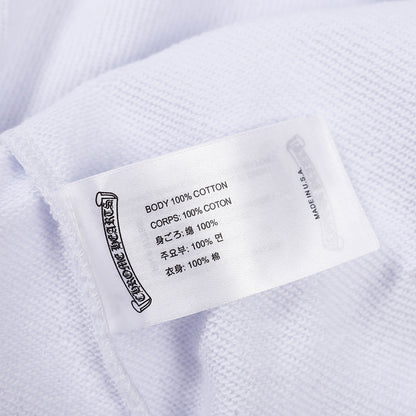 CHROME HEARTS
BODY 100% COTTON
CORPS: 100% COTON
身ごろ: 綿 100%
주요부: 100% 면
衣身: 100% 棉
MADE IN U.S.A.